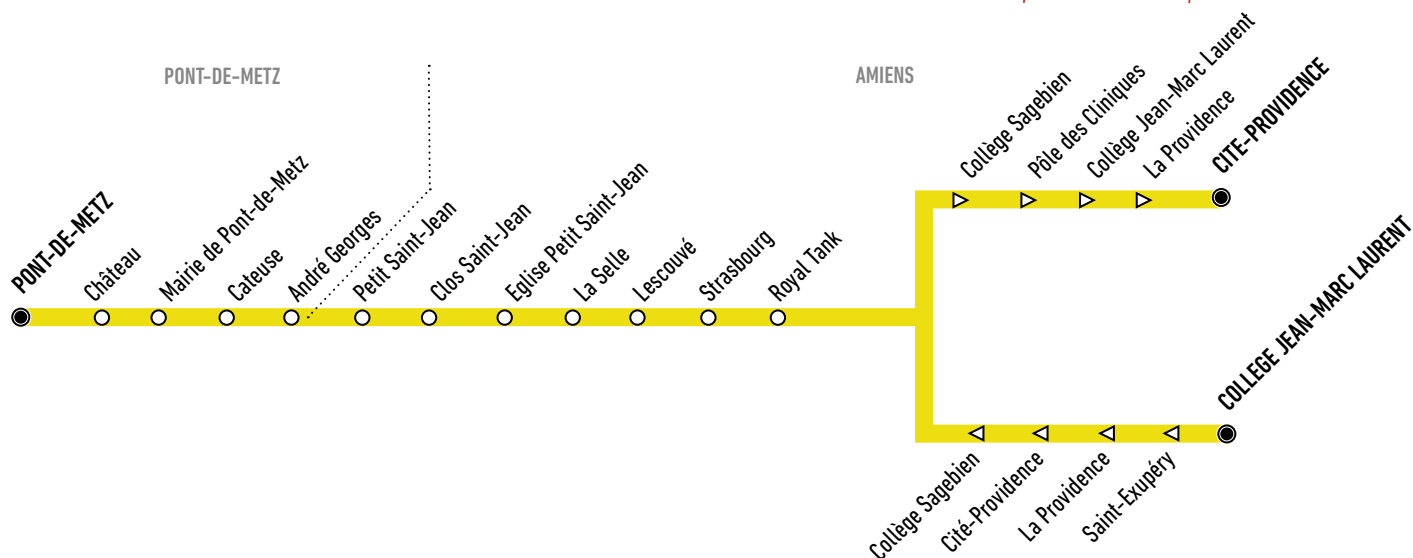 PONT-DE-METZ
AMIENS
PONT-DE-METZ
Château
Mairie de Pont-de-Metz
Cateuse
André Georges
Petit Saint-Jean
Clos Saint-Jean
Eglise Petit Saint-Jean
La Selle
Lescouvé
Strasbourg
Royal Tank
Collège Sagebien
Pôle des Cliniques
Collège Jean-Marc Laurent
La Providence
CITE-PROVIDENCE
COLLEGE JEAN-MARC LAURENT
Collège Sagebien
Cité-Providence
La Providence
Saint-Exupéry